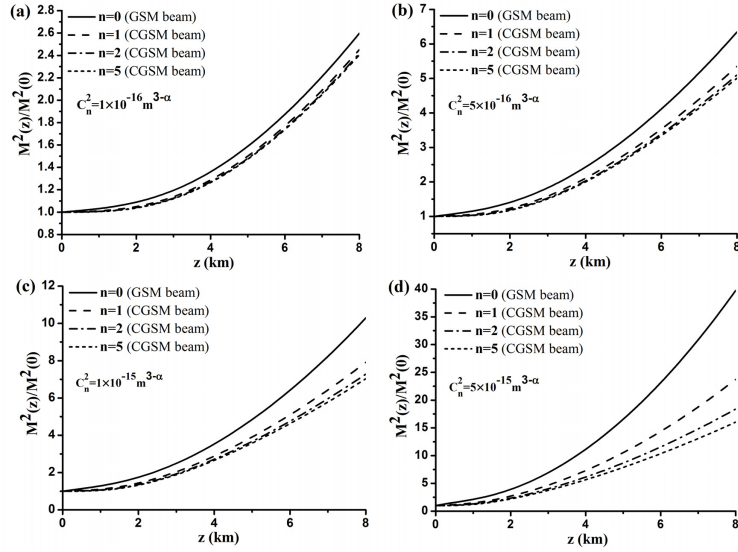 (a)
2.8
2.6
2.4
2.2
2.0
1.8
1.6
1.4
1.2
1.0
0.8
M²(z)/M²(0)
n=0 (GSM beam)
n=1 (CGSM beam)
n=2 (CGSM beam)
n=5 (CGSM beam)
C²ₙ=1×10⁻¹⁶m³⁻ᵅ
0 2 4 6 8
z (km)
(b)
7
6
5
4
3
2
1
M²(z)/M²(0)
n=0 (GSM beam)
n=1 (CGSM beam)
n=2 (CGSM beam)
n=5 (CGSM beam)
C²ₙ=5×10⁻¹⁶m³⁻ᵅ
0 2 4 6 8
z (km)
(c)
12
10
8
6
4
2
0
M²(z)/M²(0)
n=0 (GSM beam)
n=1 (CGSM beam)
n=2 (CGSM beam)
n=5 (CGSM beam)
C²ₙ=1×10⁻¹⁵m³⁻ᵅ
0 2 4 6 8
z (km)
(d)
40
35
30
25
20
15
10
5
0
M²(z)/M²(0)
n=0 (GSM beam)
n=1 (CGSM beam)
n=2 (CGSM beam)
n=5 (CGSM beam)
C²ₙ=5×10⁻¹⁵m³⁻ᵅ
0 2 4 6 8
z (km)